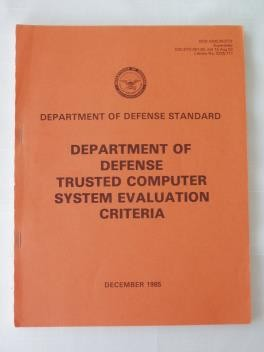 DEPARTMENT OF DEFENSE STANDARD
DEPARTMENT OF
DEFENSE
TRUSTED COMPUTER
SYSTEM EVALUATION
CRITERIA
DECEMBER 1985